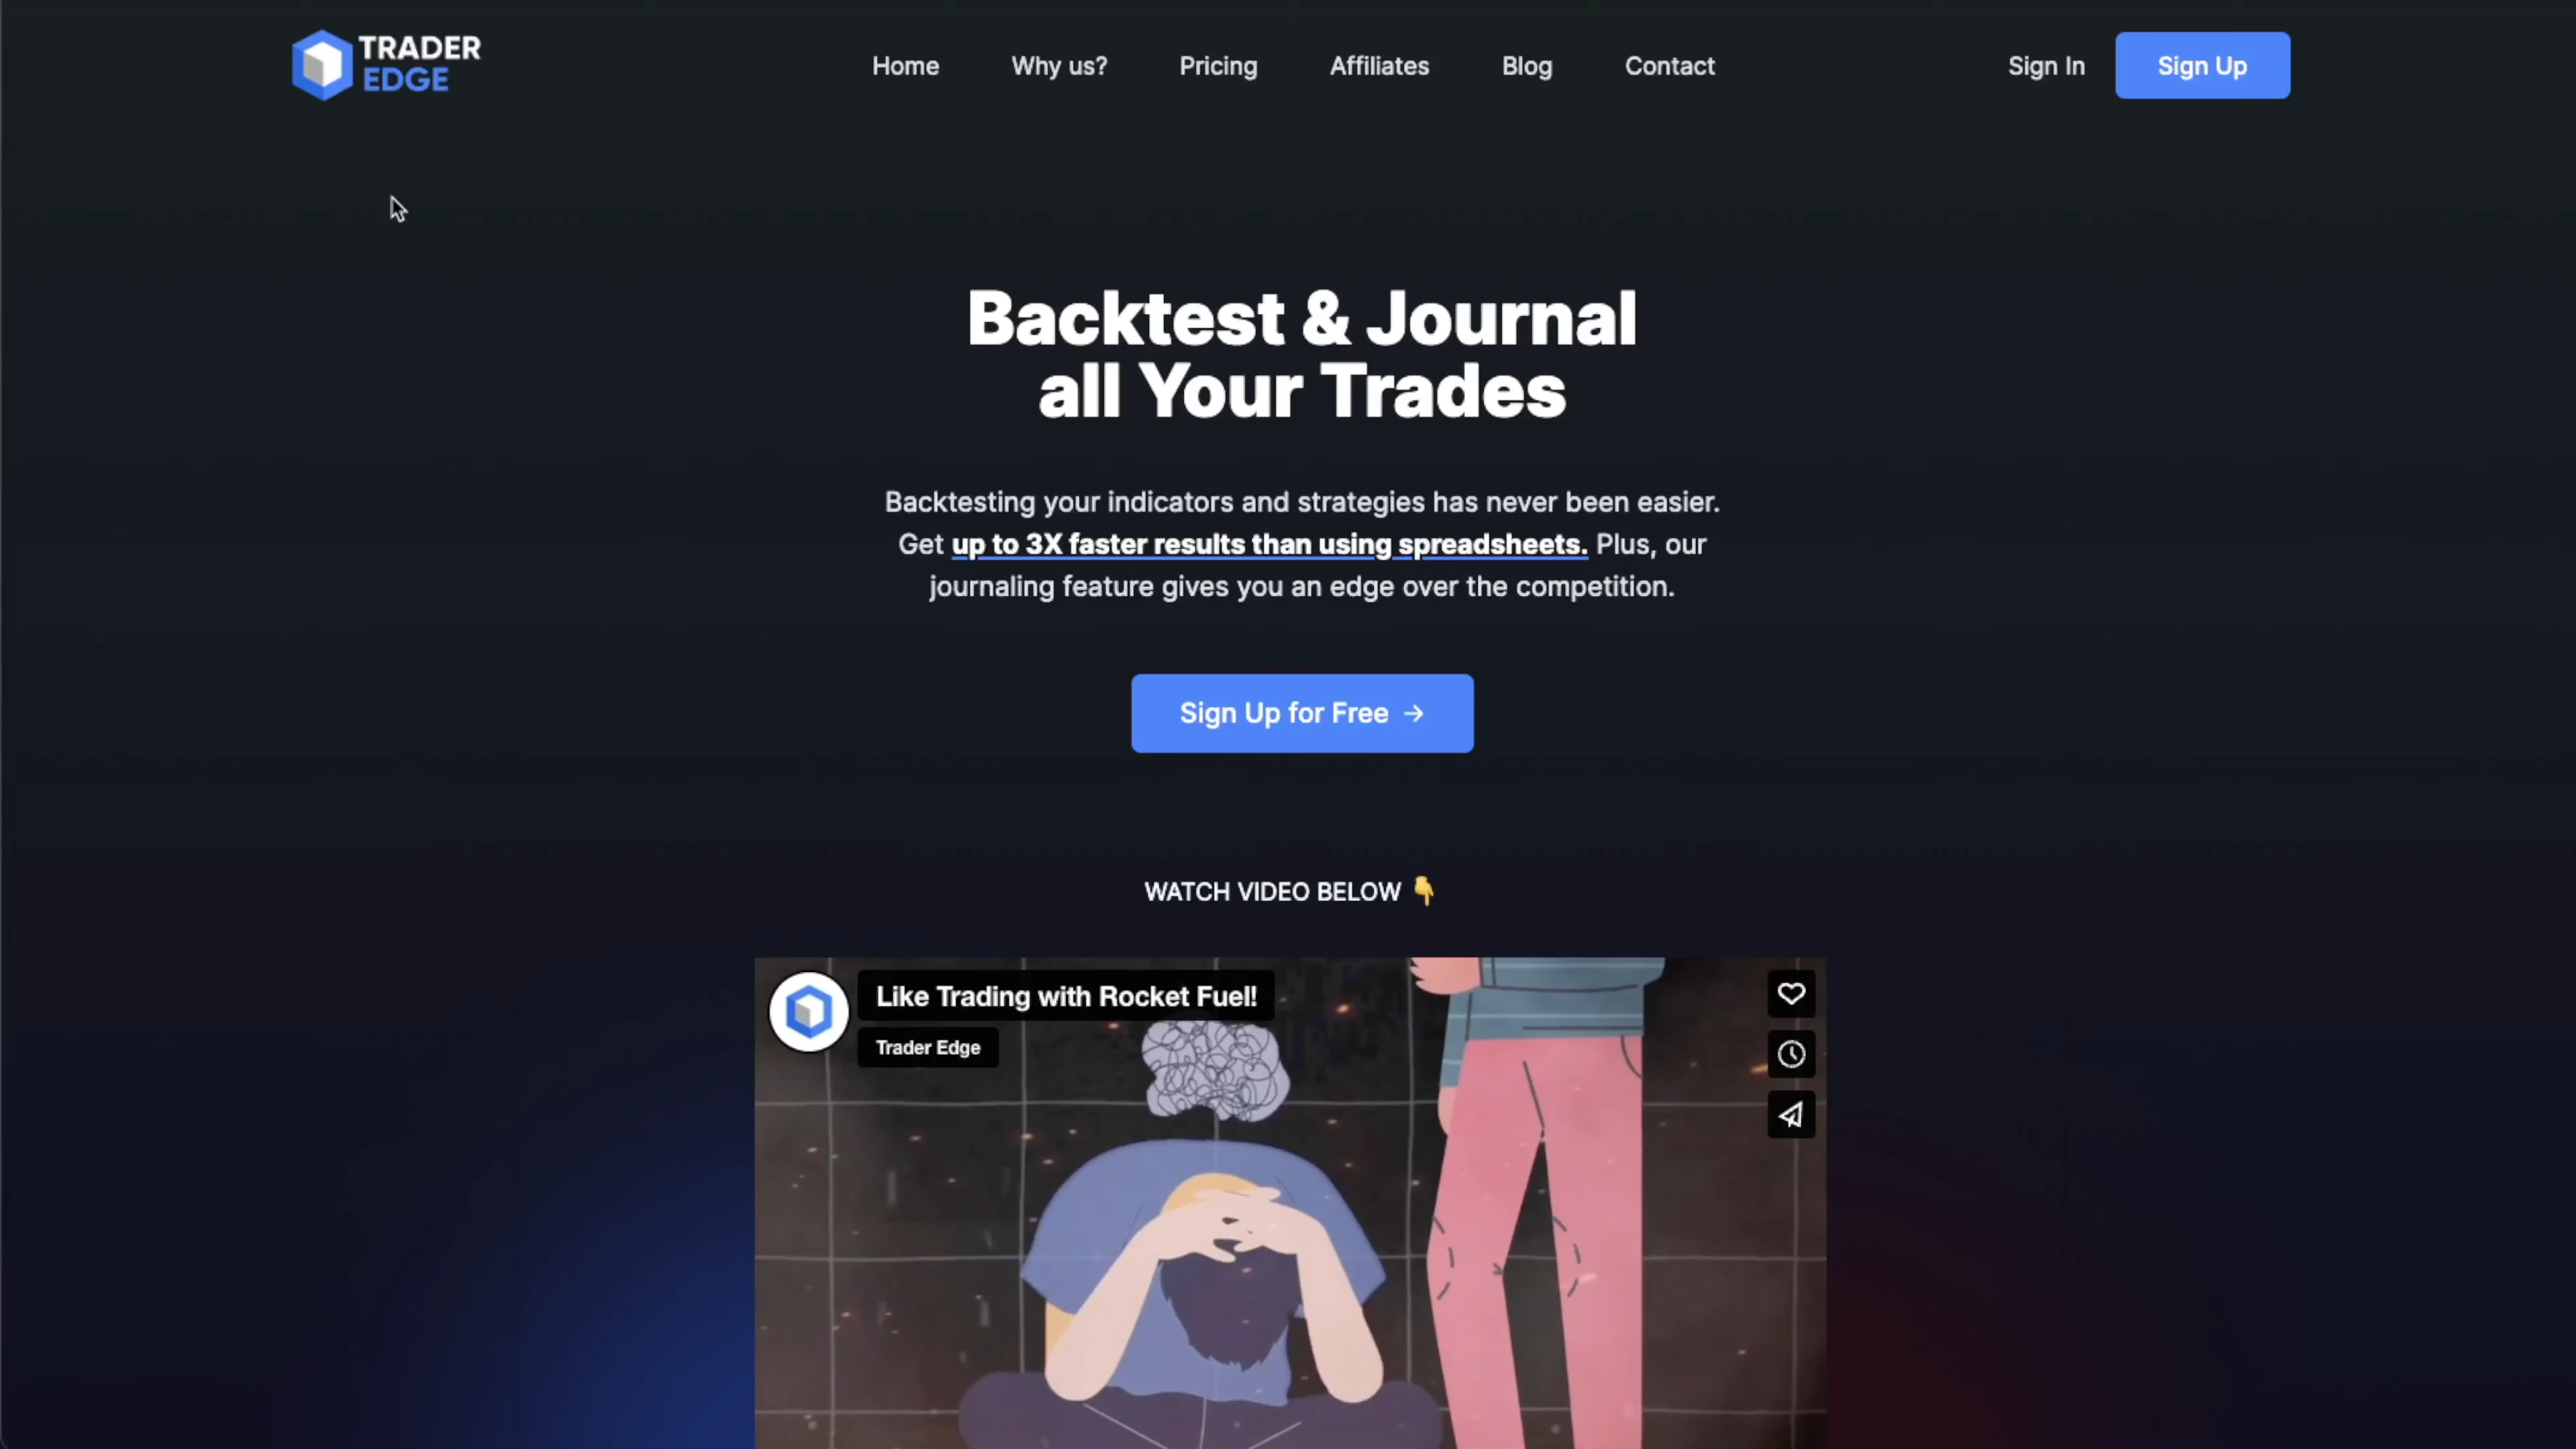 TRADER
EDGE
Home
Why us?
Pricing
Affiliates
Blog
Contact
Sign In
Sign Up
Backtest & Journal
all Your Trades
Backtesting your indicators and strategies has never been easier.
Get up to 3X faster results than using spreadsheets. Plus, our
journaling feature gives you an edge over the competition.
Sign Up for Free →
WATCH VIDEO BELOW 👇
Like Trading with Rocket Fuel!
Trader Edge